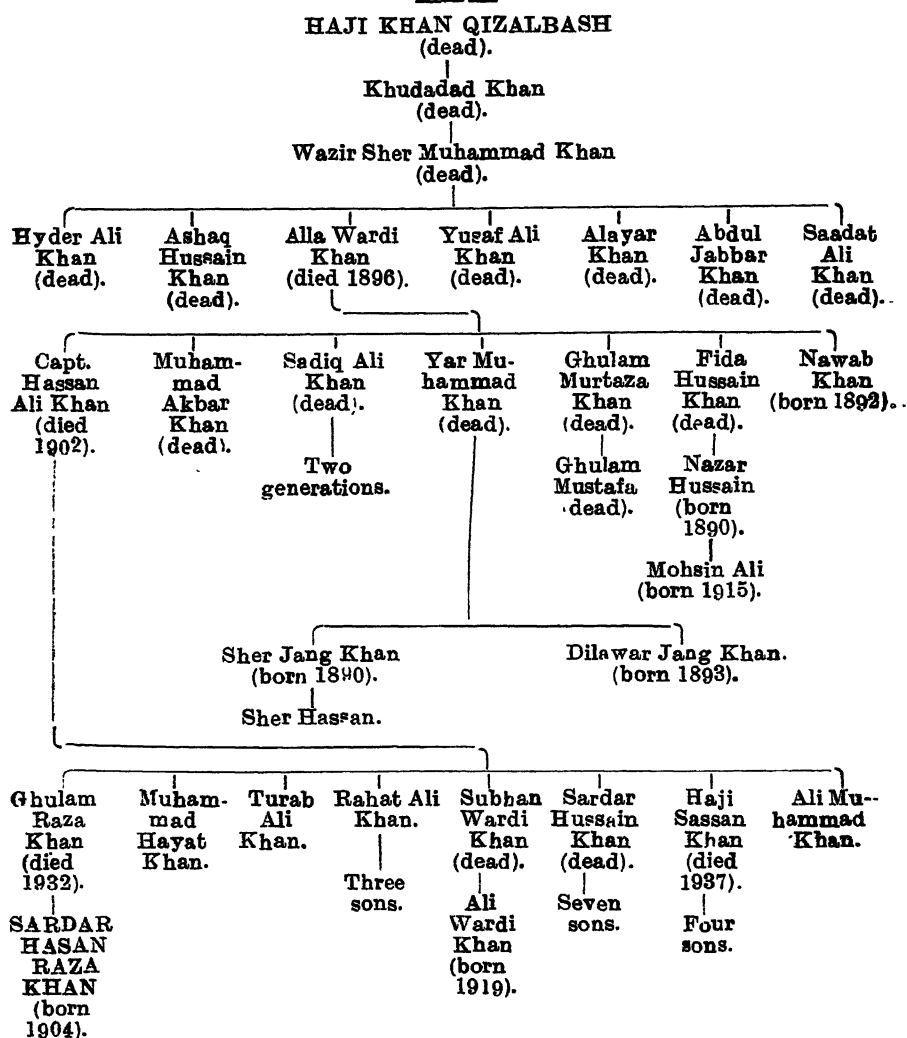 HAJI KHAN QIZALBASH
(dead).
Khudadad Khan
(dead).
Wazir Sher Muhammad Khan
(dead).
Hyder Ali
Khan
(dead).
Ashaq
Hussain
Khan
(dead).
Alla Wardi
Khan
(died 1896).
Yusaf Ali
Khan
(dead).
Alayar
Khan
(dead).
Abdul
Jabbar
Khan
(dead).
Saadat
Ali
Khan
(dead).
Capt.
Hassan
Ali Khan
(died
1902).
Muham-
mad
Akbar
Khan
(dead).
Sadiq Ali
Khan
(dead).
Two
generations.
Yar Mu-
hammad
Khan
(dead).
Ghulam
Murtaza
Khan
(dead).
Ghulam
Mustafa
dead).
Fida
Hussain
Khan
(dead).
Nazar
Hussain
(born
1890).
Mohsin Ali
(born 1915).
Nawab
Khan
(born 1892).
Sher Jang Khan
(born 1890).
Sher Hassan.
Dilawar Jang Khan.
(born 1893).
Ghulam
Raza
Khan
(died
1932).
SARDAR
HASAN
RAZA
KHAN
(born
1904).
Muham-
mad
Hayat
Khan.
Turab
Ali
Khan.
Rahat Ali
Khan.
Three
sons.
Subhan
Wardi
Khan
(dead).
Ali
Wardi
Khan
(born
1919).
Sardar
Hussain
Khan
(dead).
Seven
sons.
Haji
Sassan
Khan
(died
1937).
Four
sons.
Ali Mu-
hammad
Khan.